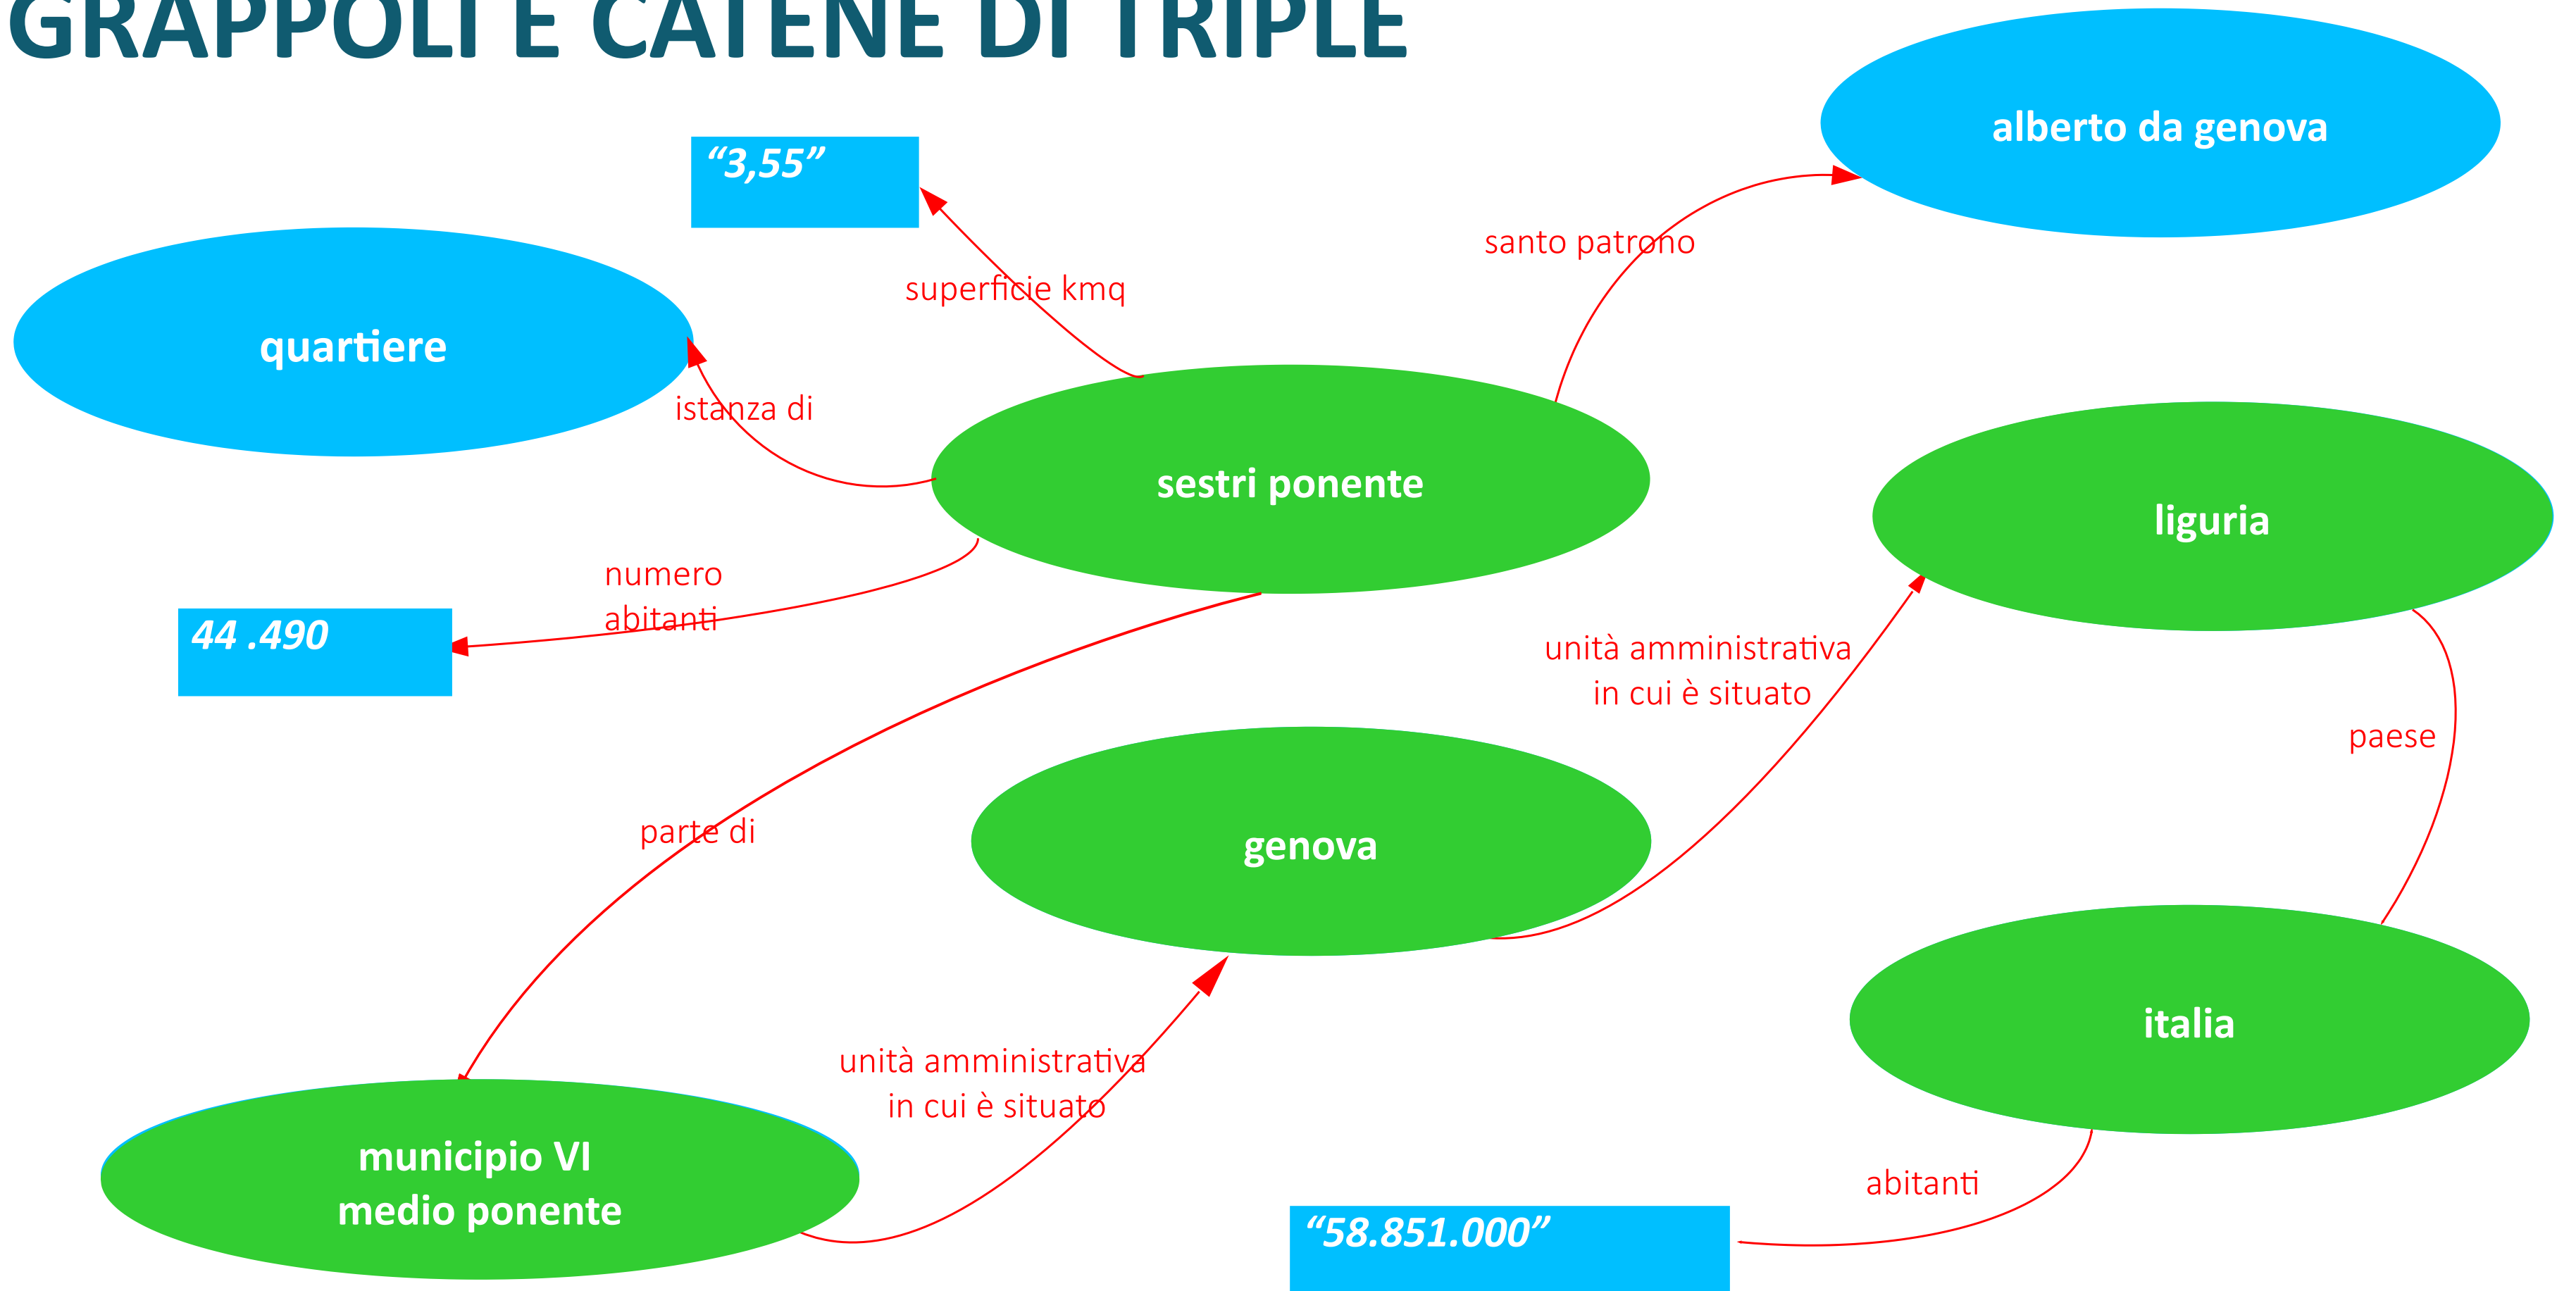 GRAPPOLI E CATENE DI TRIPLE
alberto da genova
“3,55”
santo patrono
superficie kmq
quartiere
istanza di
sestri ponente
liguria
numero
abitanti
44 .490
unità amministrativa
in cui è situato
paese
parte di
genova
italia
unità amministrativa
in cui è situato
municipio VI
medio ponente
abitanti
“58.851.000”